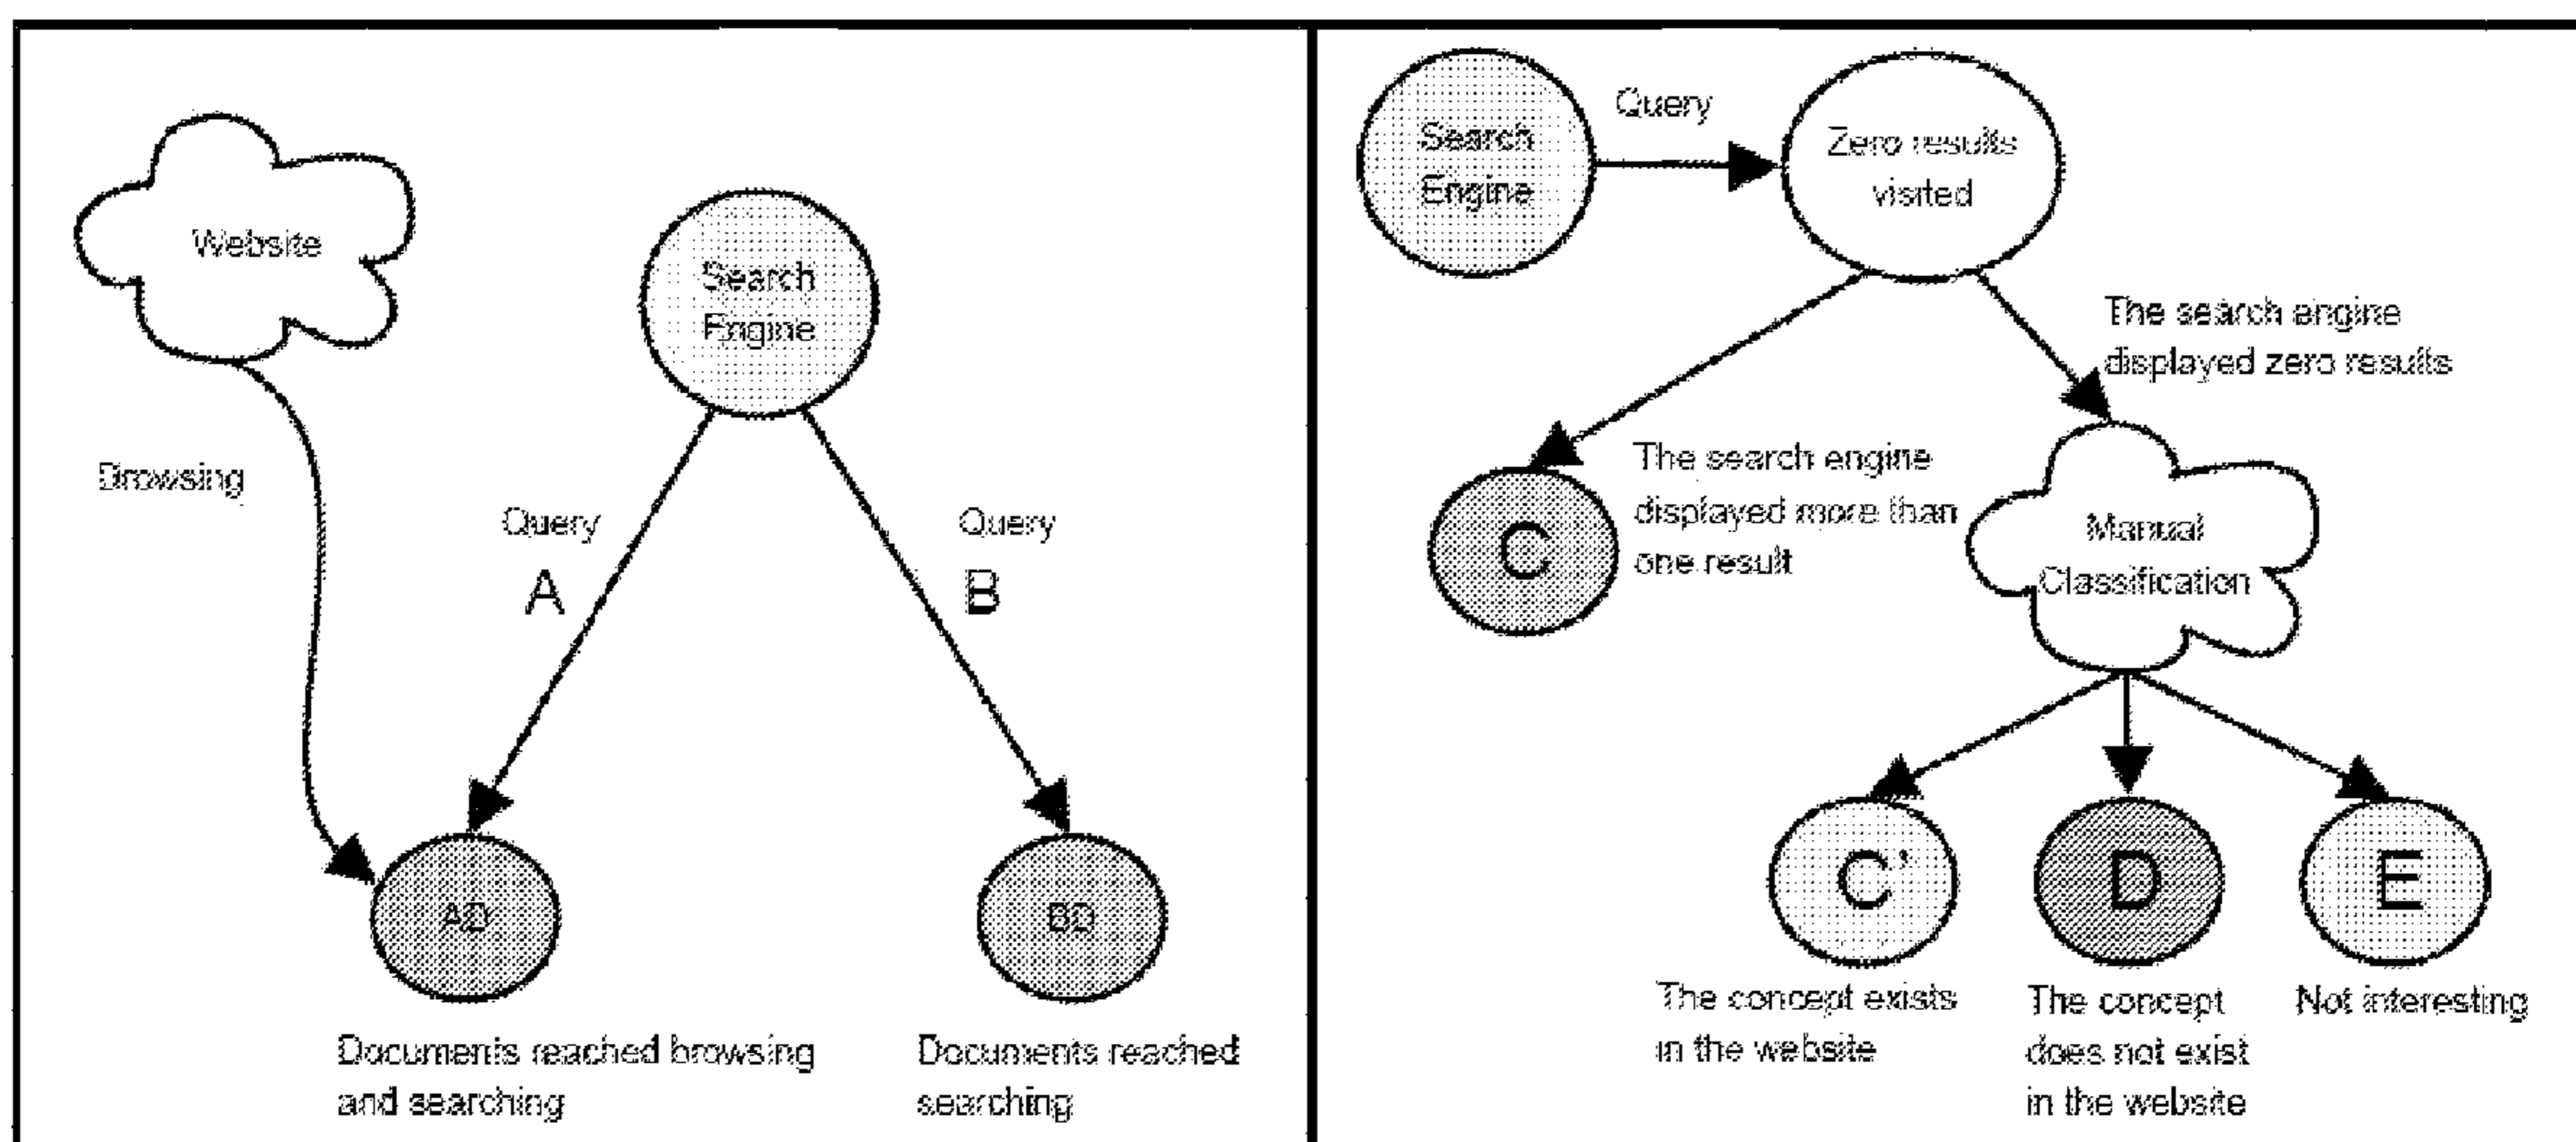 Website
Search
Engine
Browsing
Query
A
Query
B
AD
BD
Documents reached browsing
and searching
Documents reached
searching
Search
Engine
Query
Zero results
visited
The search engine
displayed zero results
The search engine
displayed more than
one result
C
Manual
Classification
C'
D
E
The concept exists
in the website
The concept
does not exist
in the website
Not interesting